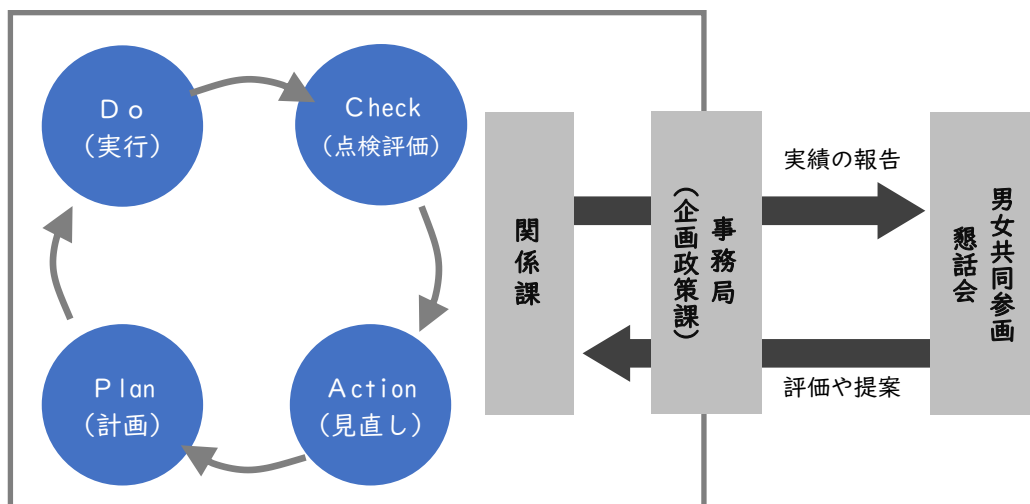 Do
(実行)
Check
(点検評価)
Plan
(計画)
Action
(見直し)
関係課
事務局
(企画政策課)
実績の報告
評価や提案
男女共同参画
懇話会